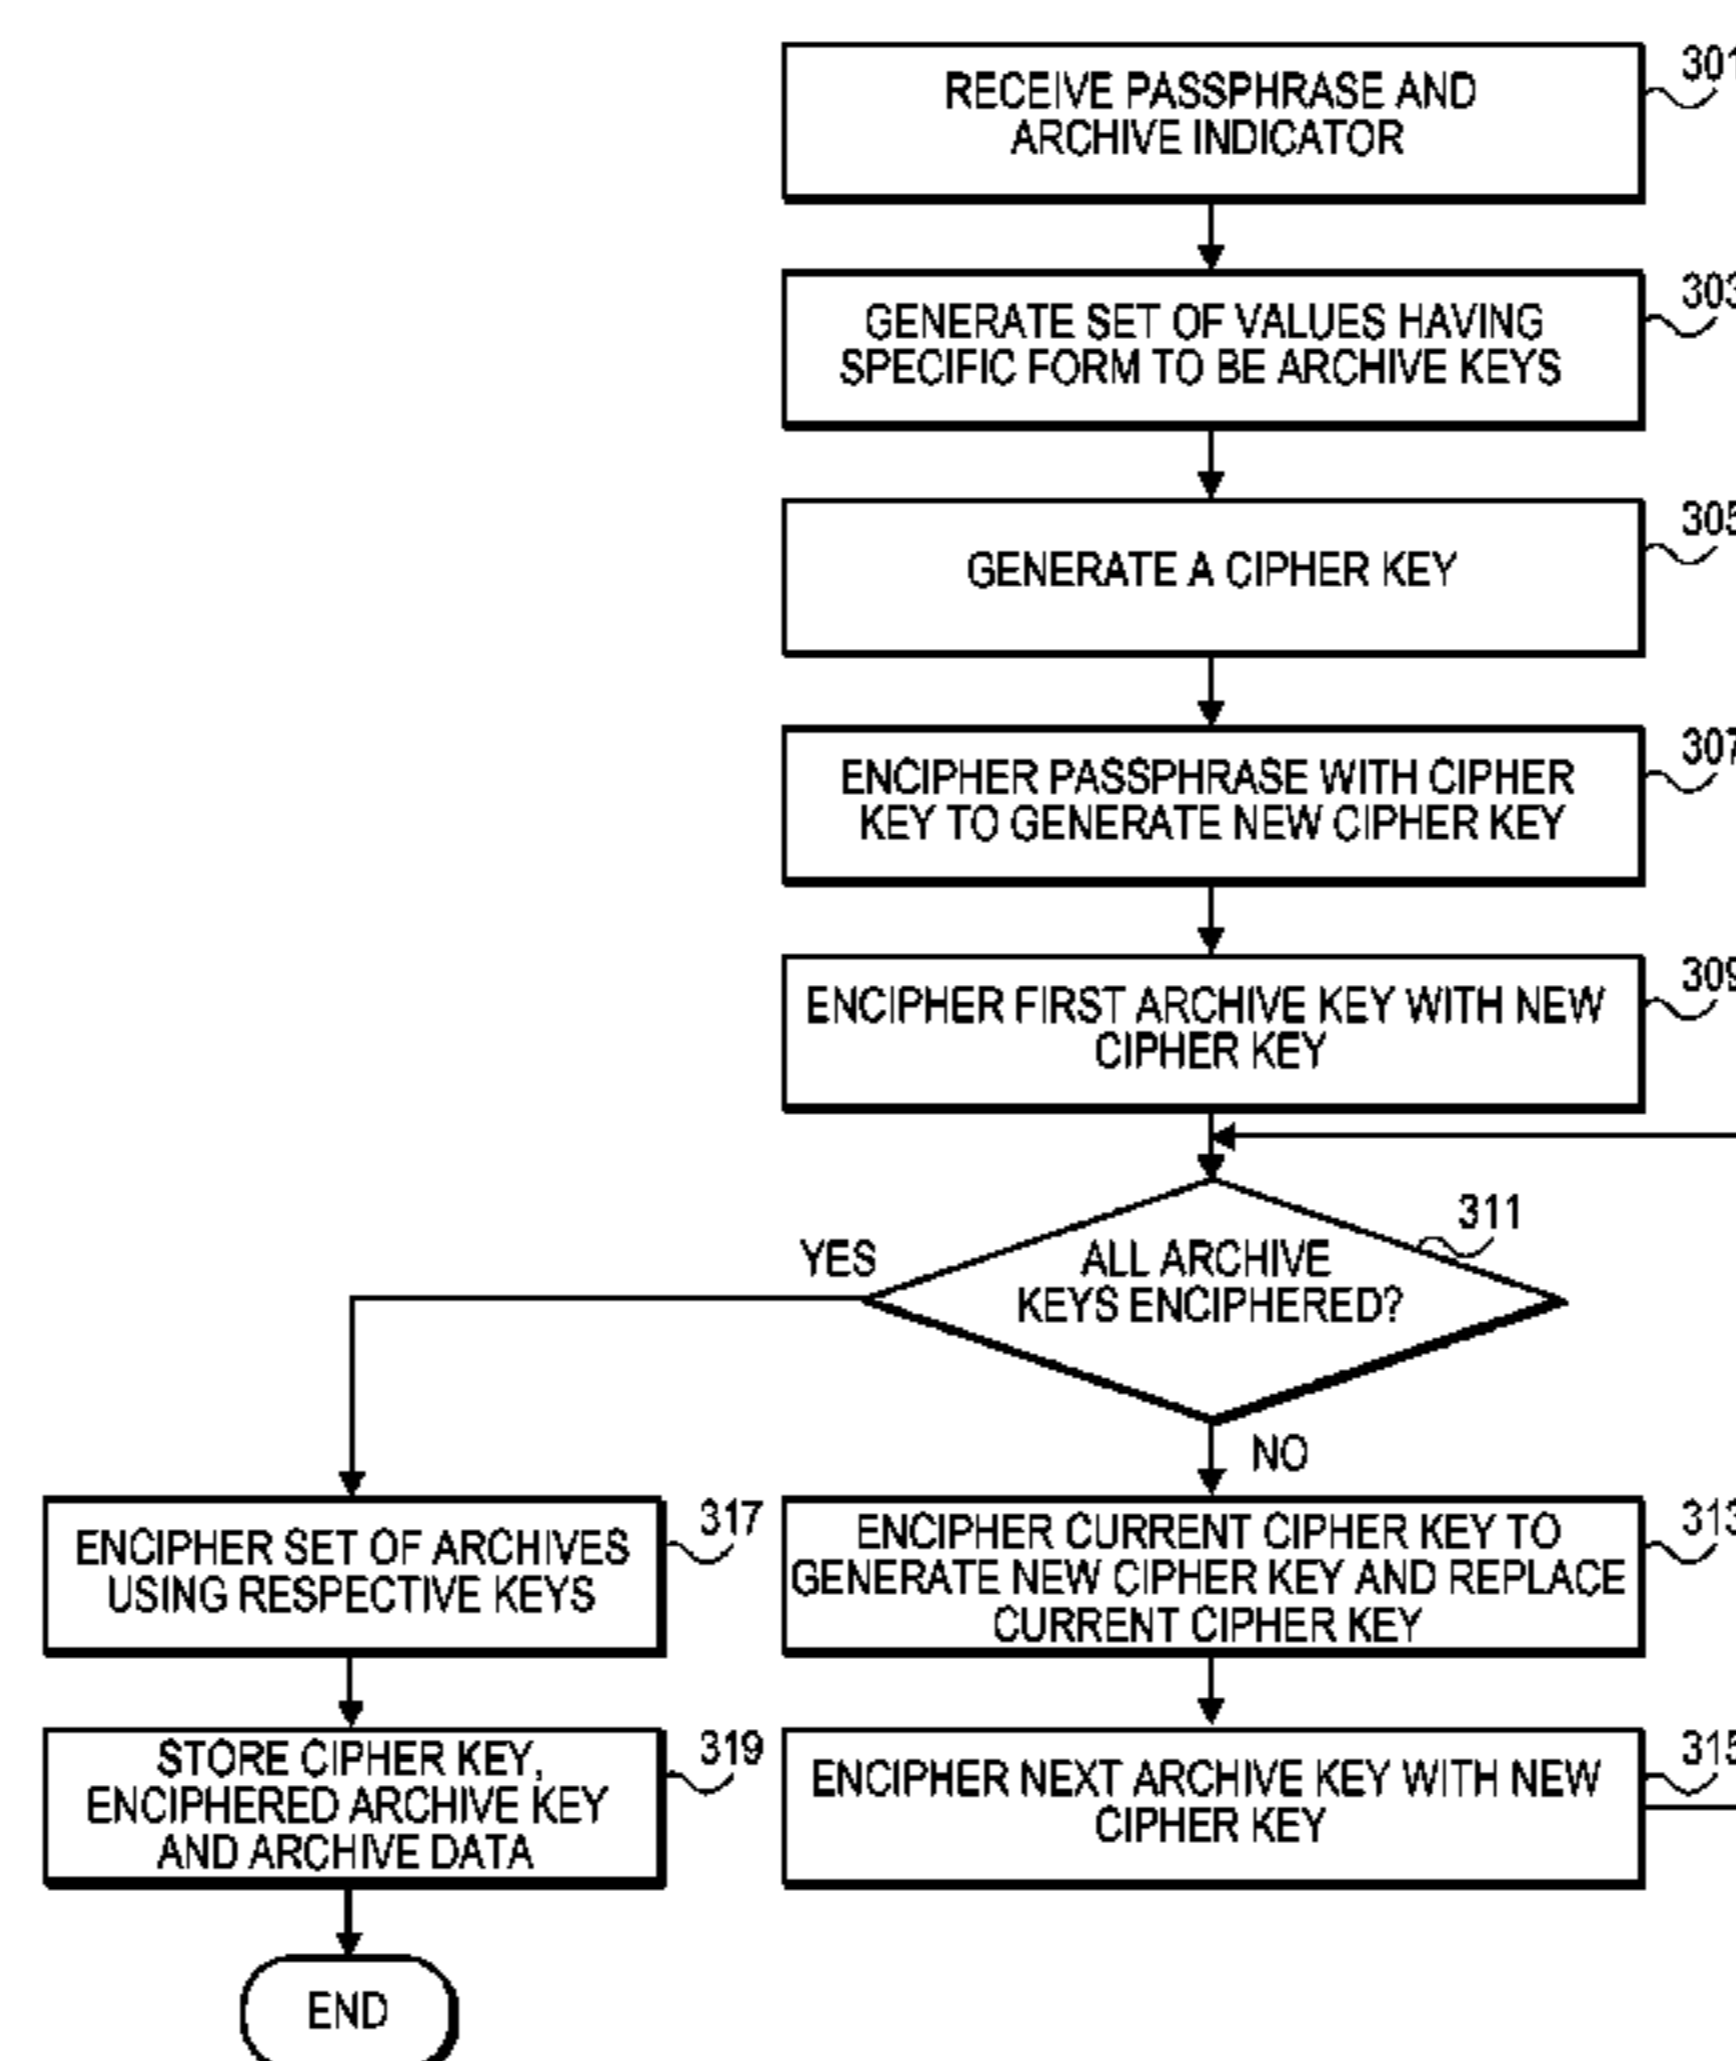 RECEIVE PASSPHRASE AND
ARCHIVE INDICATOR
301
GENERATE SET OF VALUES HAVING
SPECIFIC FORM TO BE ARCHIVE KEYS
303
GENERATE A CIPHER KEY
305
ENCIPHER PASSPHRASE WITH CIPHER
KEY TO GENERATE NEW CIPHER KEY
307
ENCIPHER FIRST ARCHIVE KEY WITH NEW
CIPHER KEY
309
311
YES
ALL ARCHIVE
KEYS ENCIPHERED?
NO
ENCIPHER SET OF ARCHIVES
USING RESPECTIVE KEYS
317
ENCIPHER CURRENT CIPHER KEY TO
GENERATE NEW CIPHER KEY AND REPLACE
CURRENT CIPHER KEY
313
STORE CIPHER KEY,
ENCIPHERED ARCHIVE KEY
AND ARCHIVE DATA
319
ENCIPHER NEXT ARCHIVE KEY WITH NEW
CIPHER KEY
315
END